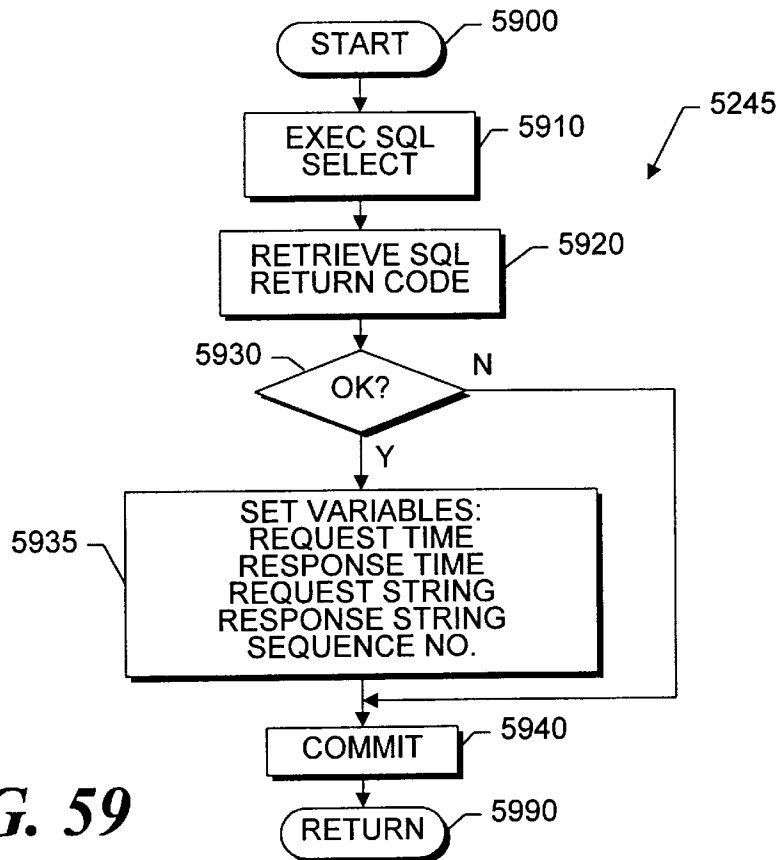 START
5900
5245
EXEC SQL
SELECT
5910
RETRIEVE SQL
RETURN CODE
5920
5930
OK?
N
Y
5935
SET VARIABLES:
REQUEST TIME
RESPONSE TIME
REQUEST STRING
RESPONSE STRING
SEQUENCE NO.
COMMIT
5940
RETURN
5990
G. 59